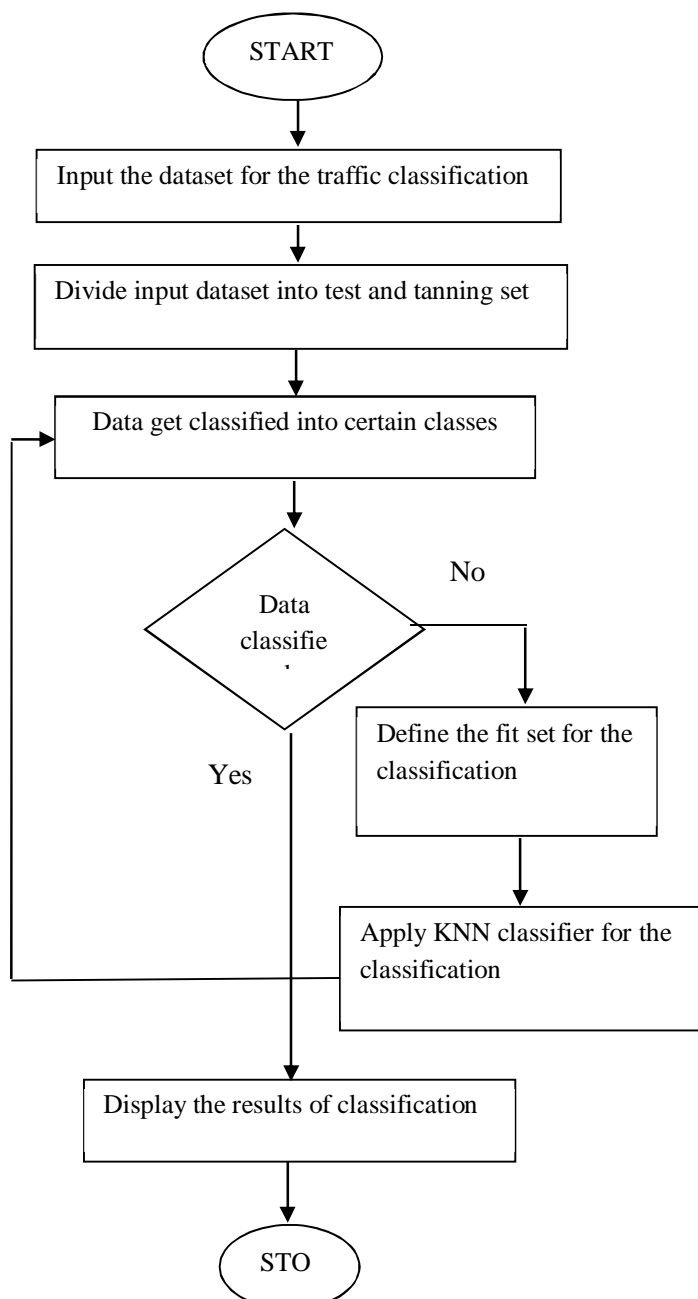 START
Input the dataset for the traffic classification
Divide input dataset into test and tanning set
Data get classified into certain classes
No
Data
classifie
Define the fit set for the
classification
Yes
Apply KNN classifier for the
classification
Display the results of classification
STO